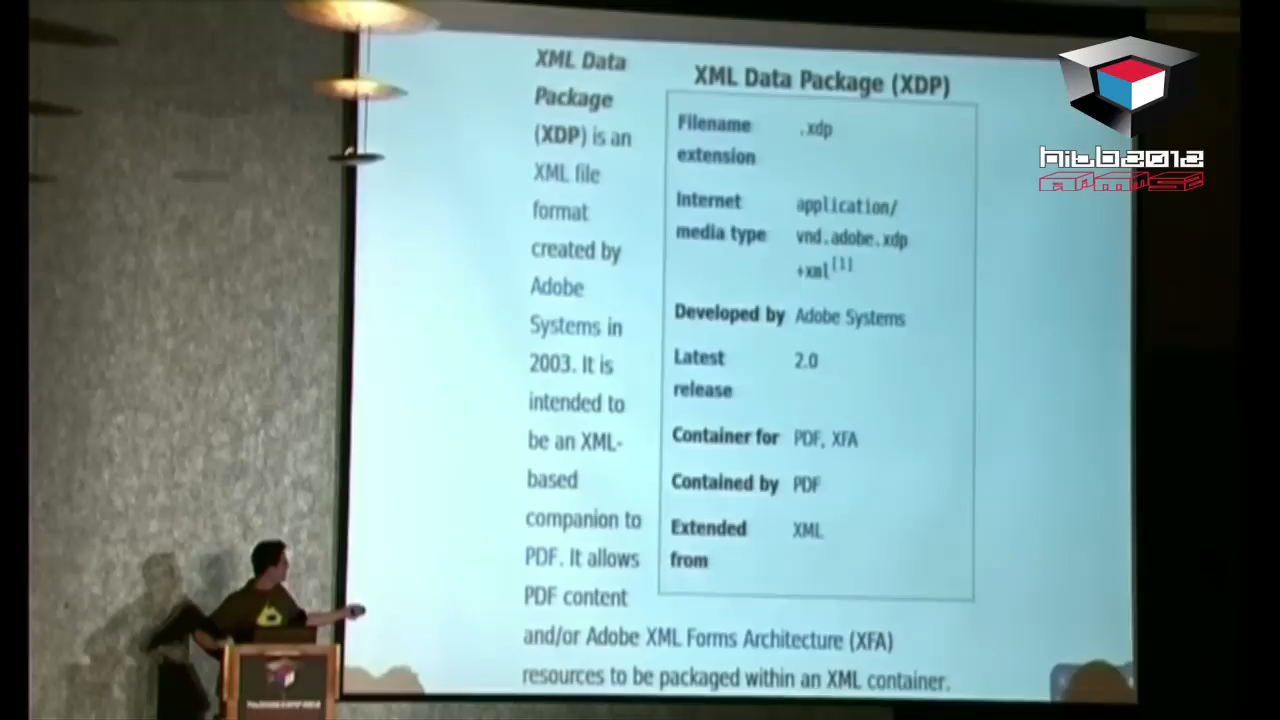 XML Data
Package
(XDP) is an
XML file
format
created by
Adobe
Systems in
2003. It is
intended to
be an XML-
based
companion to
PDF. It allows
PDF content
and/or Adobe XML Forms Architecture (XFA)
resources to be packaged within an XML container.
XML Data Package (XDP)
Filename .xdp
extension
Internet application/
media type vnd.adobe.xdp
+xml[1]
Developed by Adobe Systems
Latest 2.0
release
Container for PDF, XFA
Contained by PDF
Extended XML
from
hitb2012
ams